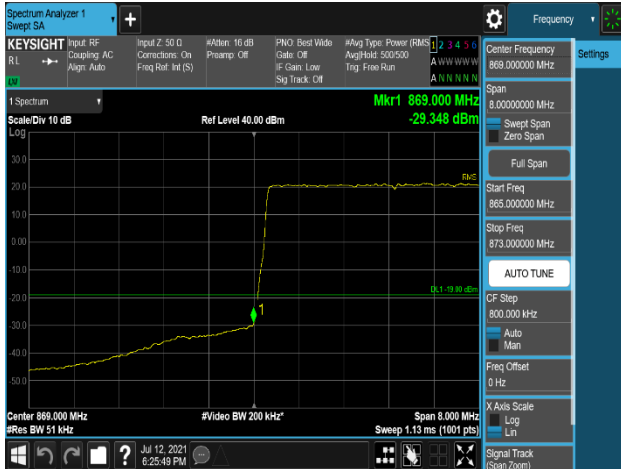 Spectrum Analyzer 1
Swept SA
Frequency
KEYSIGHT
RL
LV
Input: RF
Coupling: AC
Align: Auto
Input Z: 50 Ω
Corrections: On
Freq Ref: Int (S)
#Atten: 16 dB
Preamp: Off
PNO: Best Wide
Gate: Off
IF Gain: Low
Sig Track: Off
#Avg Type: Power (RMS
Avg|Hold: 500/500
Trig: Free Run
1 2 3 4 5 6
A W W W W W
A N N N N N
1 Spectrum
Scale/Div 10 dB
Log
Ref Level 40.00 dBm
Mkr1 869.000 MHz
-29.348 dBm
30.0
20.0
10.0
0.00
-10.0
-20.0
-30.0
-40.0
-50.0
RMS
DL1 -19.00 dBm
1
Center 869.000 MHz
#Res BW 51 kHz
#Video BW 200 kHz*
Span 8.000 MHz
Sweep 1.13 ms (1001 pts)
Jul 12, 2021
6:25:49 PM
Center Frequency
869.000000 MHz
Span
8.00000000 MHz
Swept Span
Zero Span
Full Span
Start Freq
865.000000 MHz
Stop Freq
873.000000 MHz
AUTO TUNE
CF Step
800.000 kHz
Auto
Man
Freq Offset
0 Hz
X Axis Scale
Log
Lin
Signal Track
(Span Zoom)
Settings